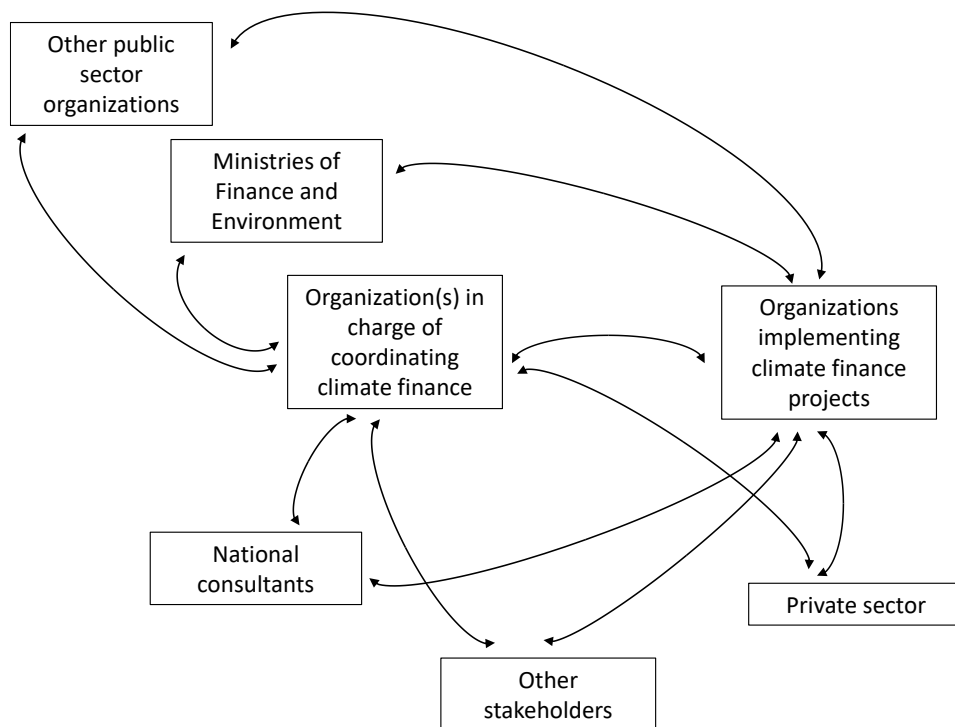 Other public
sector
organizations
Ministries of
Finance and
Environment
Organization(s) in
charge of
coordinating
climate finance
Organizations
implementing
climate finance
projects
National
consultants
Private sector
Other
stakeholders